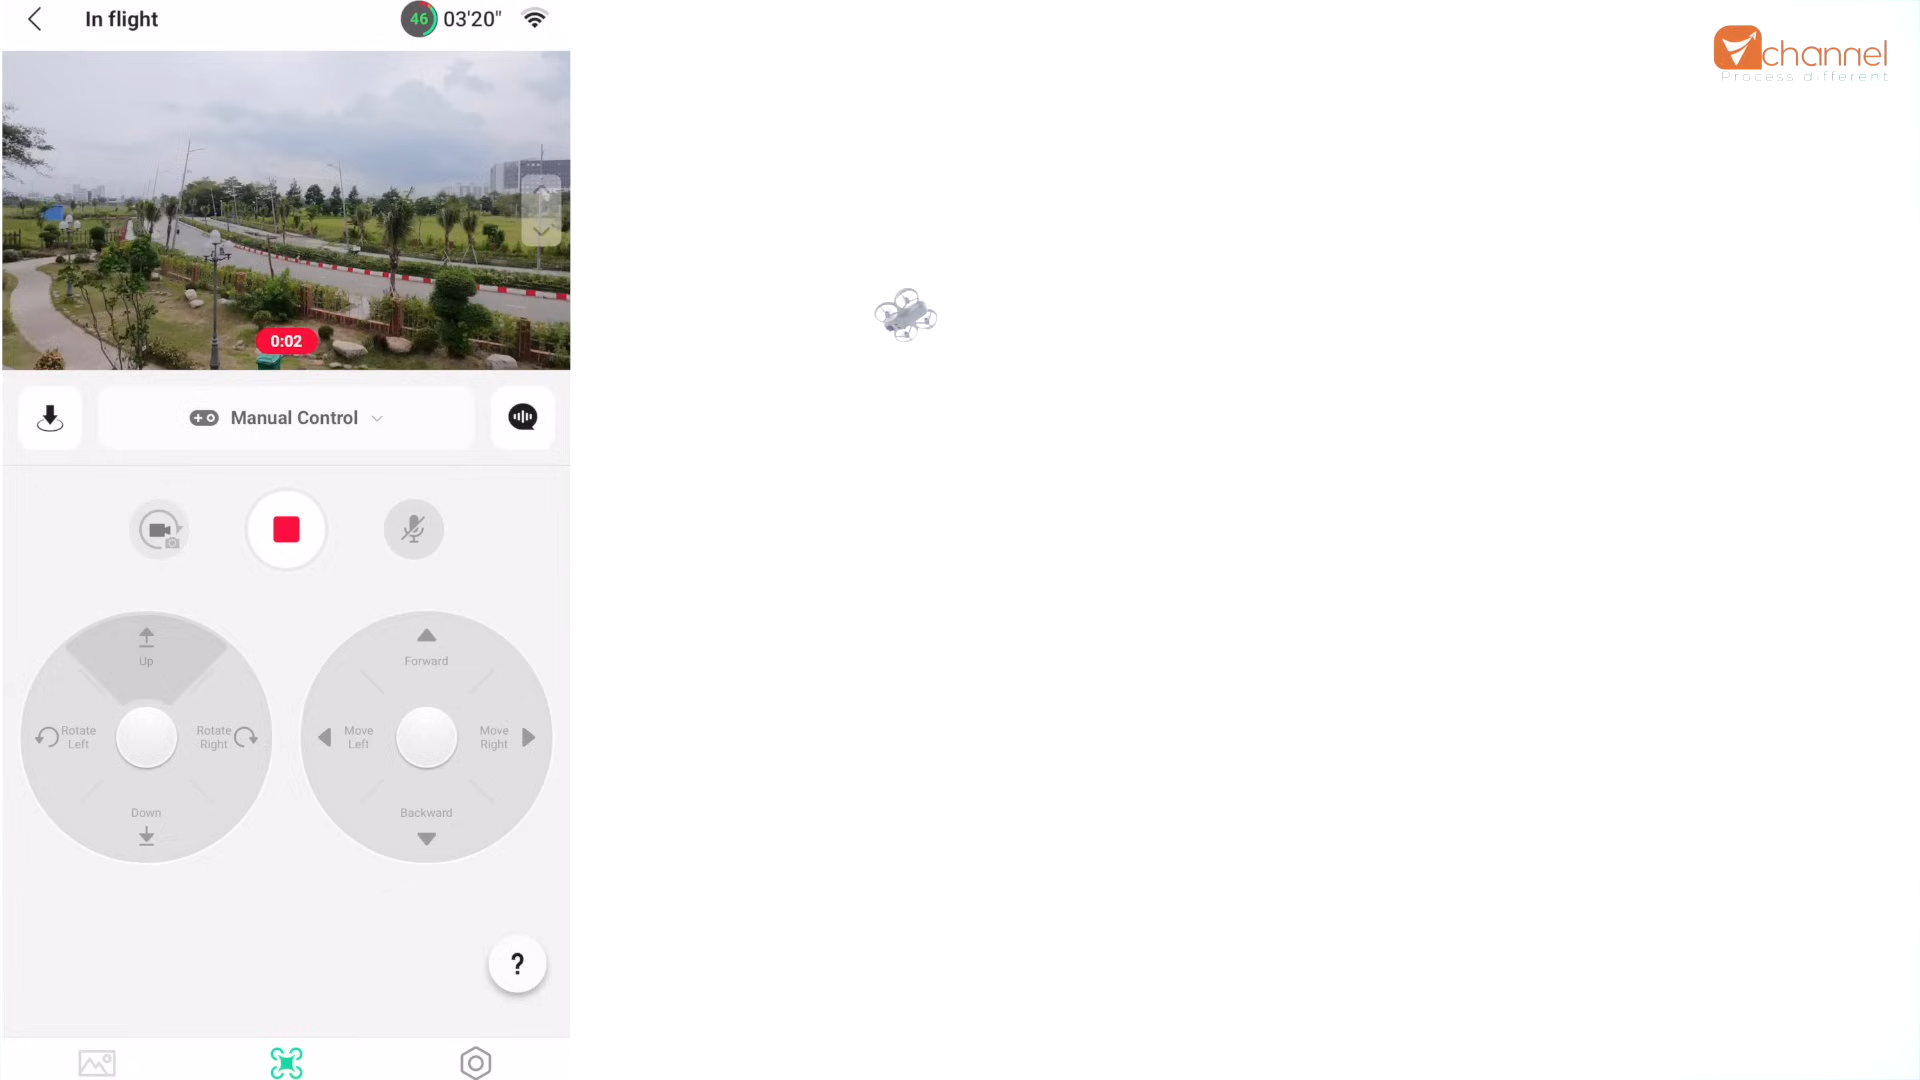 In flight
46 03'20"
channel
Process different
0:02
Manual Control
Up
Rotate
Left
Rotate
Right
Down
Forward
Move
Left
Move
Right
Backward
?